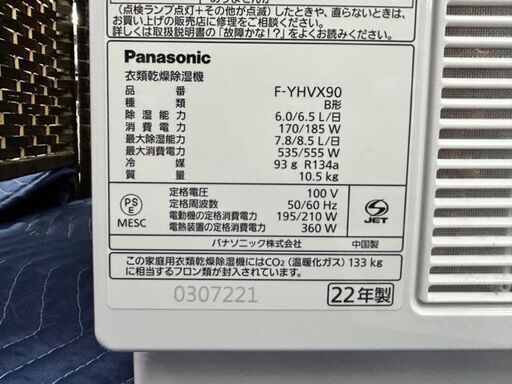 (点検ランプ点灯+その他が点滅)したときや、直らないときは、
お買い上げの販売店に修理をご相談ください。
詳しくは取扱説明書の「故障かな!?」をよくお読みください。
Panasonic
衣類乾燥除湿機
品番 F-YHVX90
種類 B形
除湿能力 6.0/6.5 L/日
消費電力 170/185 W
最大除湿能力 7.8/8.5 L/日
最大消費電力 535/555 W
冷媒 93 g R134a
質量 10.5 kg
定格電圧 100 V
定格周波数 50/60 Hz
電動機の定格消費電力 195/210 W
電熱装置の定格消費電力 360 W
PS
E
MESC
S
JET
パナソニック株式会社 中国製
この家庭用衣類乾燥除湿機にはCO2(温暖化ガス)133 kg
に相当するフロン類が封入されています。
0307221
22年製